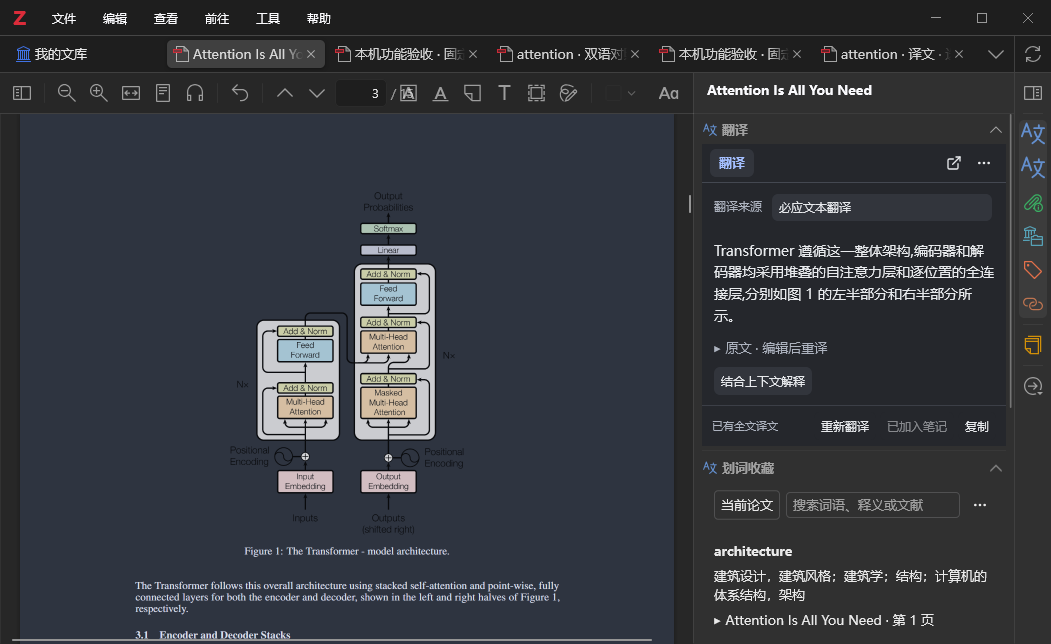 Z 文件 编辑 查看 前往 工具 帮助
我的文库 Attention Is All Yo 本机功能验收 · 固定 attention · 双语对 本机功能验收 · 固定 attention · 译文 ·
3 / Aa
Attention Is All You Need
翻译
翻译
翻译来源 必应文本翻译
Transformer 遵循这一整体架构,编码器和解
码器均采用堆叠的自注意力层和逐位置的全连
接层,分别如图 1 的左半部分和右半部分所
示。
▸ 原文 · 编辑后重译
结合上下文解释
已有全文译文 重新翻译 已加入笔记 复制
划词收藏
当前论文 搜索词语、释义或文献
architecture
建筑设计，建筑风格；建筑学；结构；计算机的
体系结构，架构
▸ Attention Is All You Need · 第 1 页
Output
Probabilities
Softmax
Linear
Add & Norm
Feed
Forward
Add & Norm
Multi-Head
Attention
Add & Norm
Masked
Multi-Head
Attention
Nx
Add & Norm
Feed
Forward
Add & Norm
Multi-Head
Attention
Nx
Positional
Encoding
Positional
Encoding
Input
Embedding
Output
Embedding
Inputs
Outputs
(shifted right)
Figure 1: The Transformer - model architecture.
The Transformer follows this overall architecture using stacked self-attention and point-wise, fully
connected layers for both the encoder and decoder, shown in the left and right halves of Figure 1,
respectively.
3.1 Encoder and Decoder Stacks